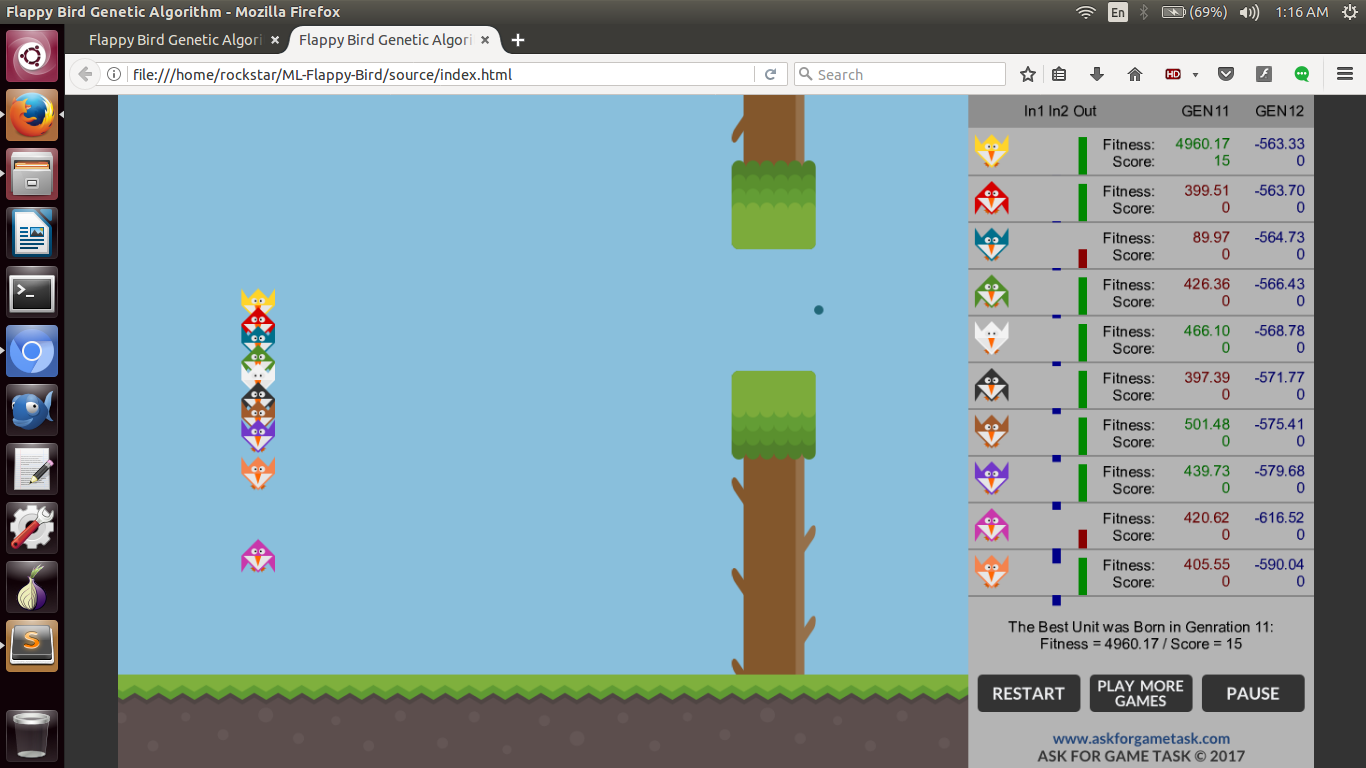 Flappy Bird Genetic Algorithm - Mozilla Firefox
En
(69%)
1:16 AM
Flappy Bird Genetic Algori
Flappy Bird Genetic Algori
file:///home/rockstar/ML-Flappy-Bird/source/index.html
Search
HD
In1 In2 Out GEN11 GEN12
Fitness: 4960.17 -563.33
Score: 15 0
Fitness: 399.51 -563.70
Score: 0 0
Fitness: 89.97 -564.73
Score: 0 0
Fitness: 426.36 -566.43
Score: 0 0
Fitness: 466.10 -568.78
Score: 0 0
Fitness: 397.39 -571.77
Score: 0 0
Fitness: 501.48 -575.41
Score: 0 0
Fitness: 439.73 -579.68
Score: 0 0
Fitness: 420.62 -616.52
Score: 0 0
Fitness: 405.55 -590.04
Score: 0 0
The Best Unit was Born in Genration 11:
Fitness = 4960.17 / Score = 15
RESTART
PLAY MORE
GAMES
PAUSE
www.askforgametask.com
ASK FOR GAME TASK © 2017